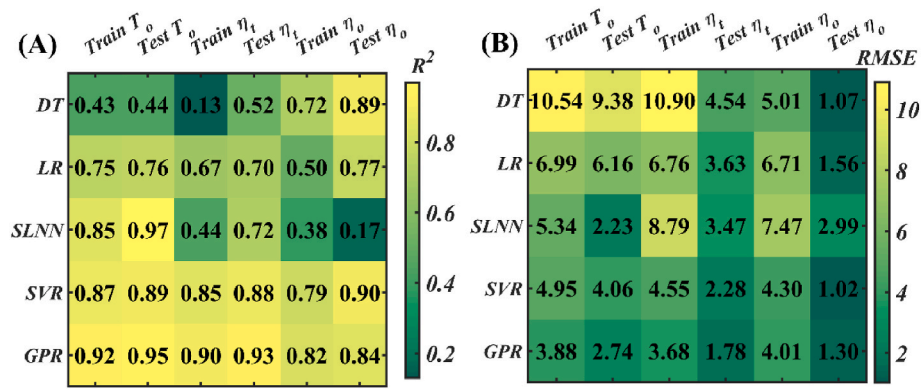 (A)
Train T_o Test T_o Train η_t Test η_t Train η_o Test η_o
R²
DT 0.43 0.44 0.13 0.52 0.72 0.89
LR 0.75 0.76 0.67 0.70 0.50 0.77
SLNN 0.85 0.97 0.44 0.72 0.38 0.17
SVR 0.87 0.89 0.85 0.88 0.79 0.90
GPR 0.92 0.95 0.90 0.93 0.82 0.84
0.8
0.6
0.4
0.2
(B)
Train T_o Test T_o Train η_t Test η_t Train η_o Test η_o
RMSE
DT 10.54 9.38 10.90 4.54 5.01 1.07
LR 6.99 6.16 6.76 3.63 6.71 1.56
SLNN 5.34 2.23 8.79 3.47 7.47 2.99
SVR 4.95 4.06 4.55 2.28 4.30 1.02
GPR 3.88 2.74 3.68 1.78 4.01 1.30
10
8
6
4
2